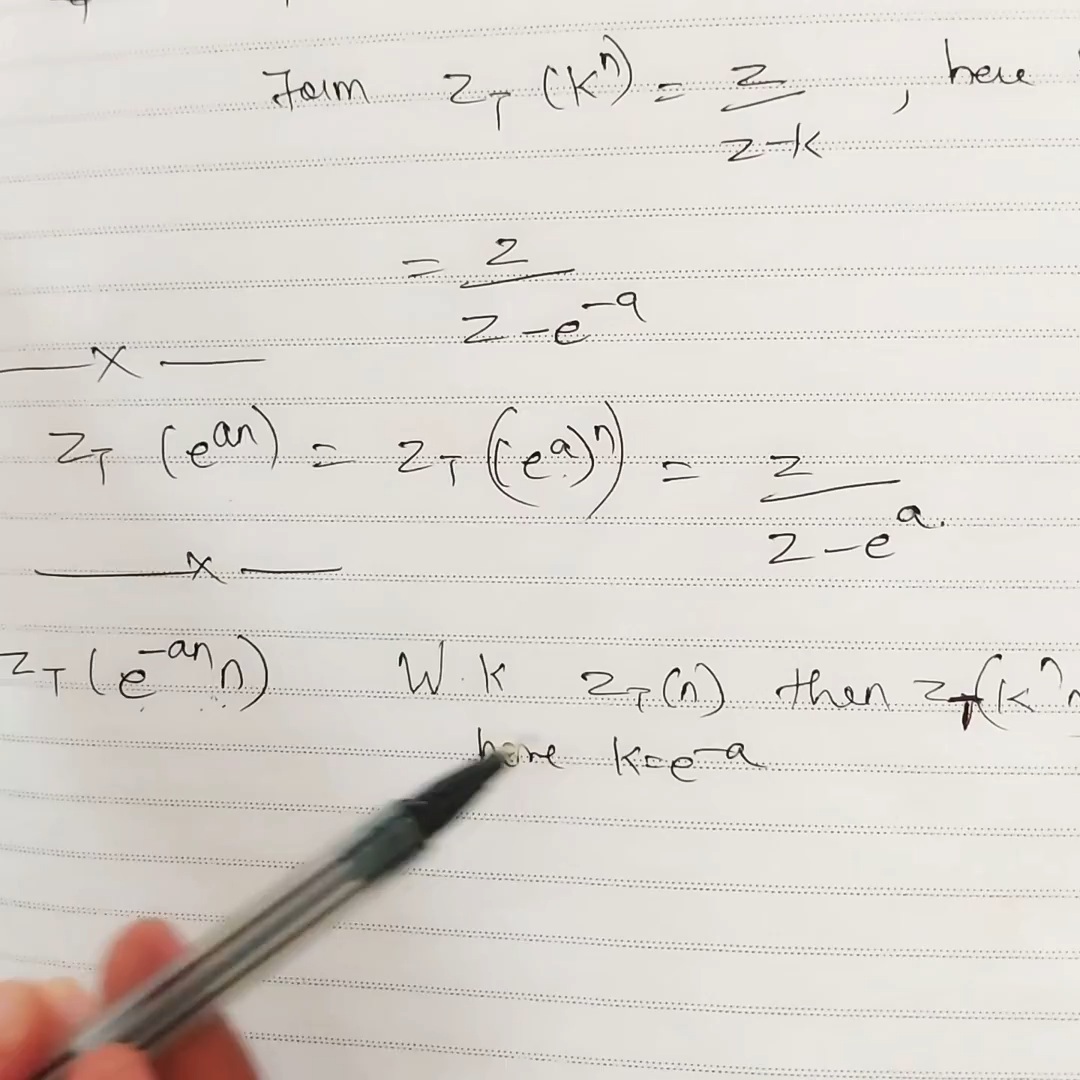 Form Z_T (k^n) = z/(z-k) , here
= z/(z-e^-a)
—x—
Z_T (e^an) = Z_T ((e^a)^n) = z/(z-e^a).
—x—
Z_T (e^-an n) W.K Z_T(n) then Z_T(k^n n
here k=e^-a